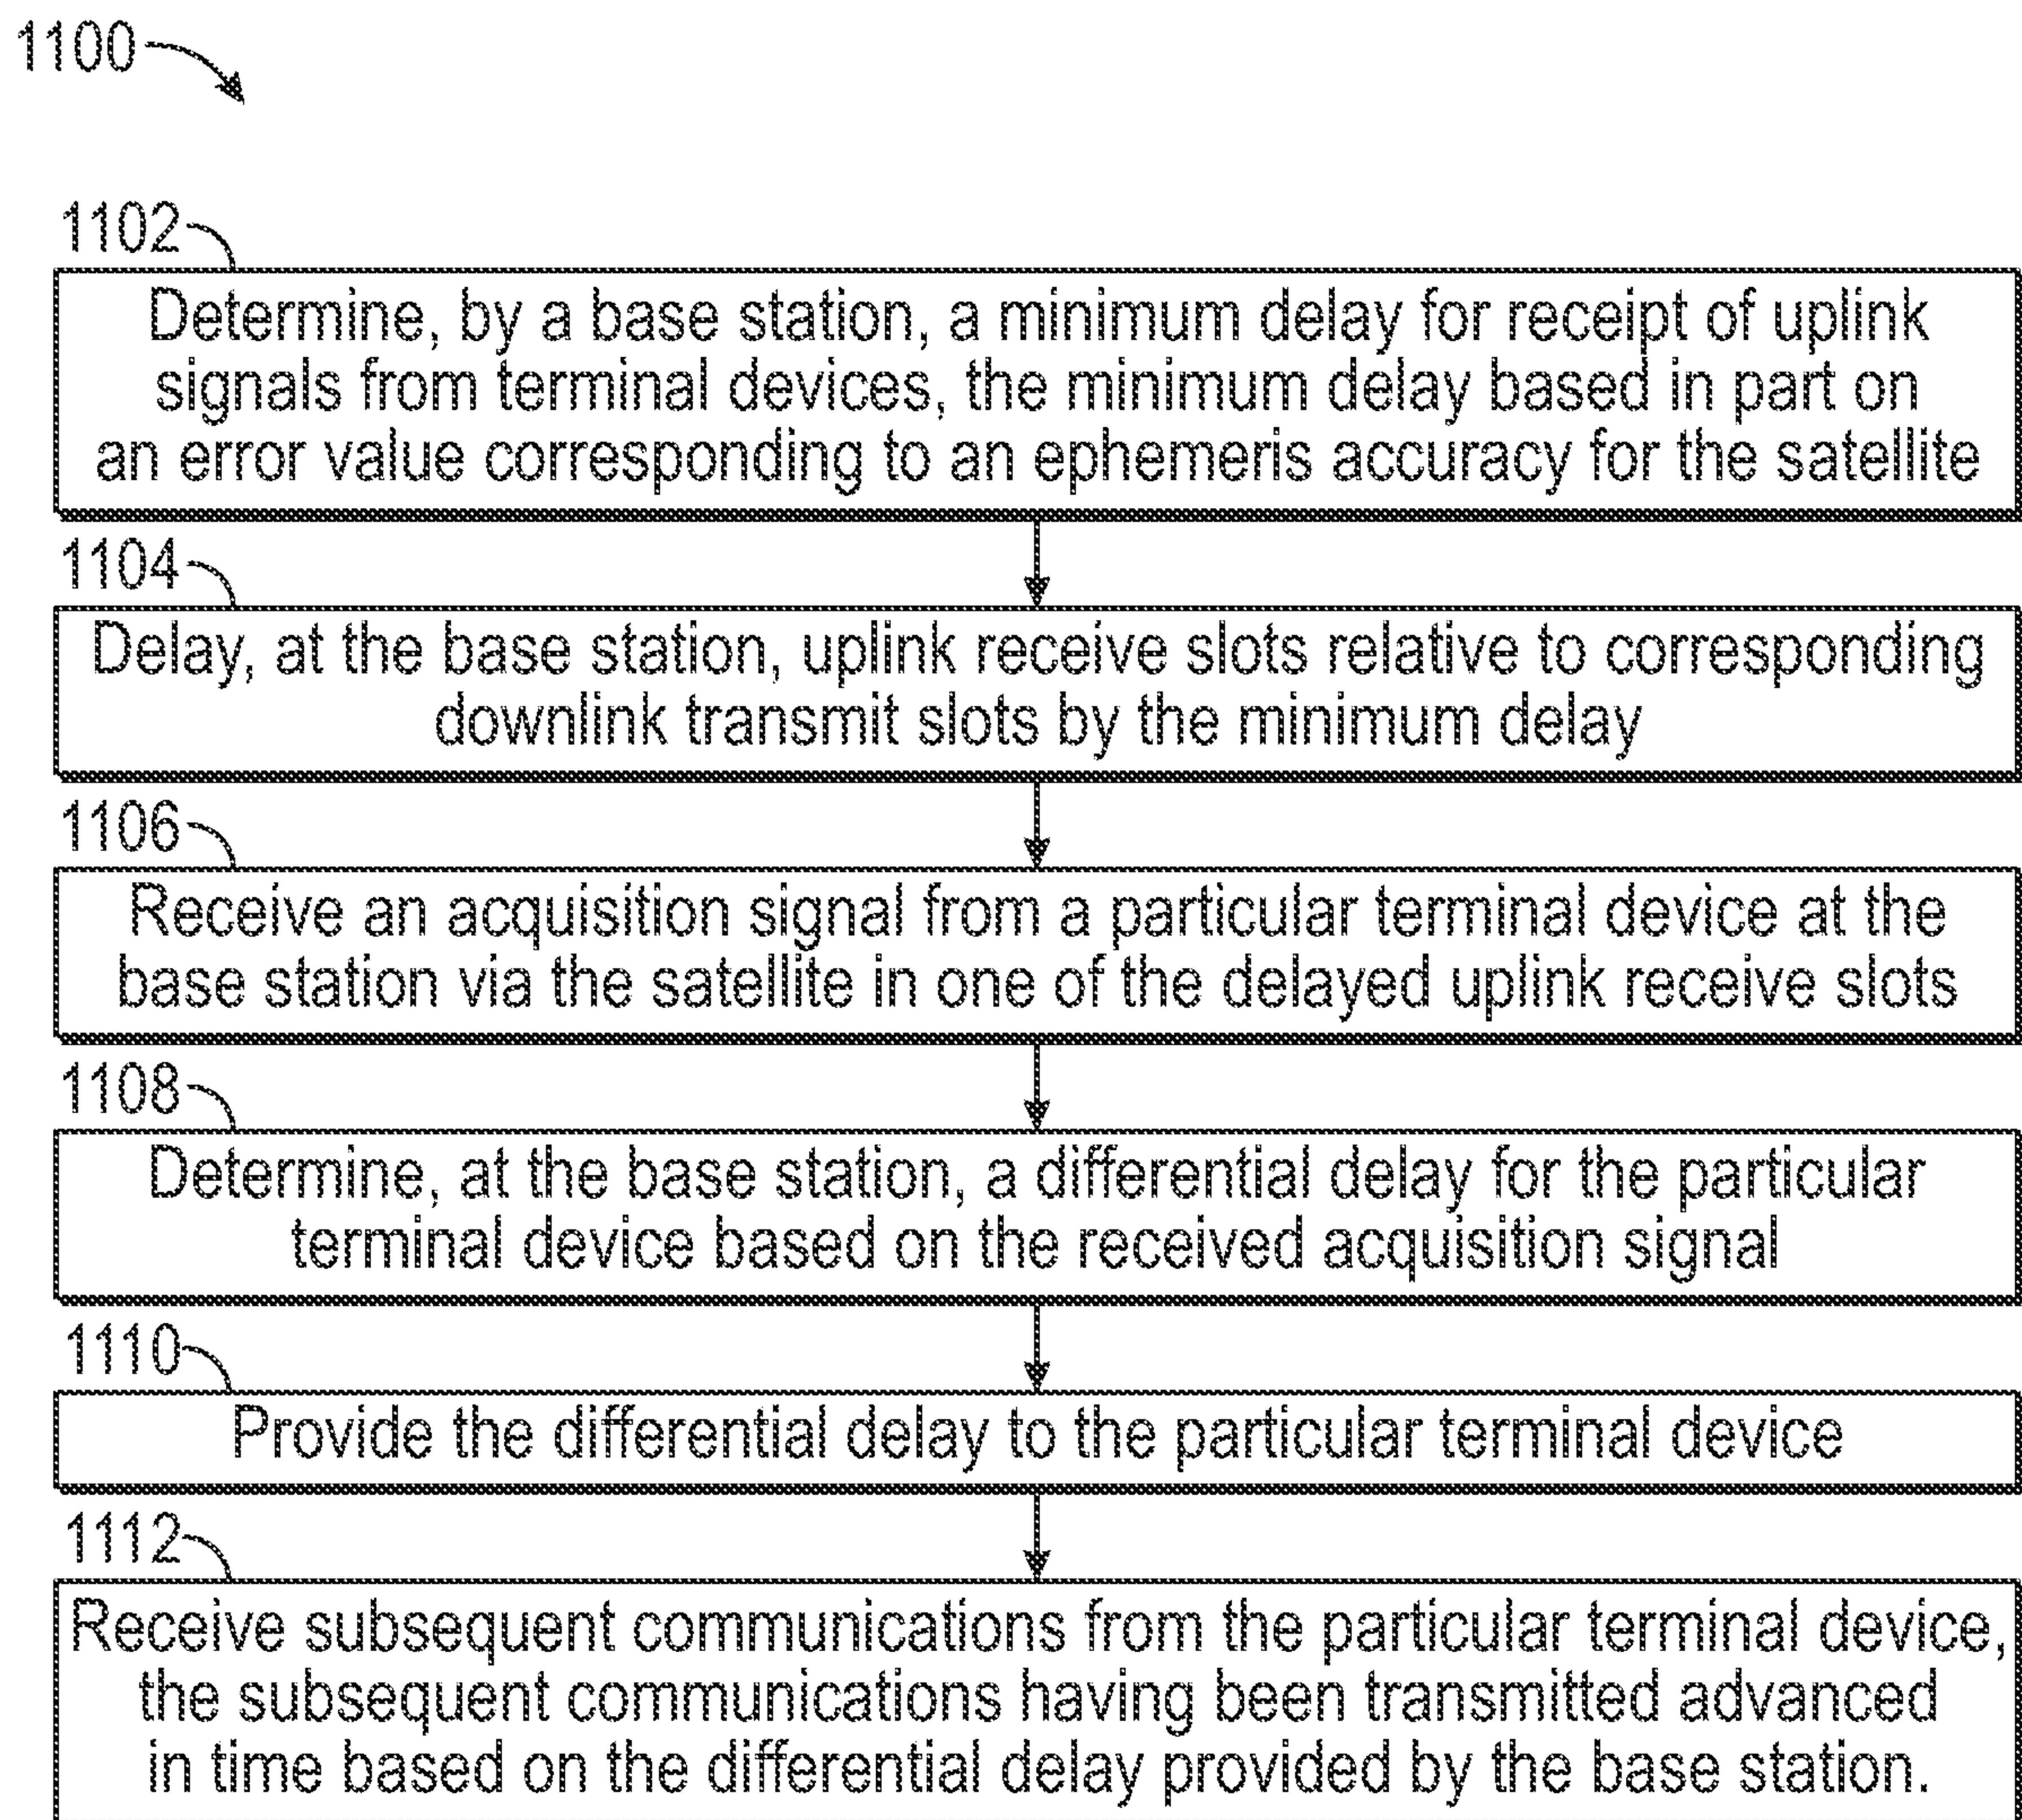 1100
1102
Determine, by a base station, a minimum delay for receipt of uplink
signals from terminal devices, the minimum delay based in part on
an error value corresponding to an ephemeris accuracy for the satellite
1104
Delay, at the base station, uplink receive slots relative to corresponding
downlink transmit slots by the minimum delay
1106
Receive an acquisition signal from a particular terminal device at the
base station via the satellite in one of the delayed uplink receive slots
1108
Determine, at the base station, a differential delay for the particular
terminal device based on the received acquisition signal
1110
Provide the differential delay to the particular terminal device
1112
Receive subsequent communications from the particular terminal device,
the subsequent communications having been transmitted advanced
in time based on the differential delay provided by the base station.